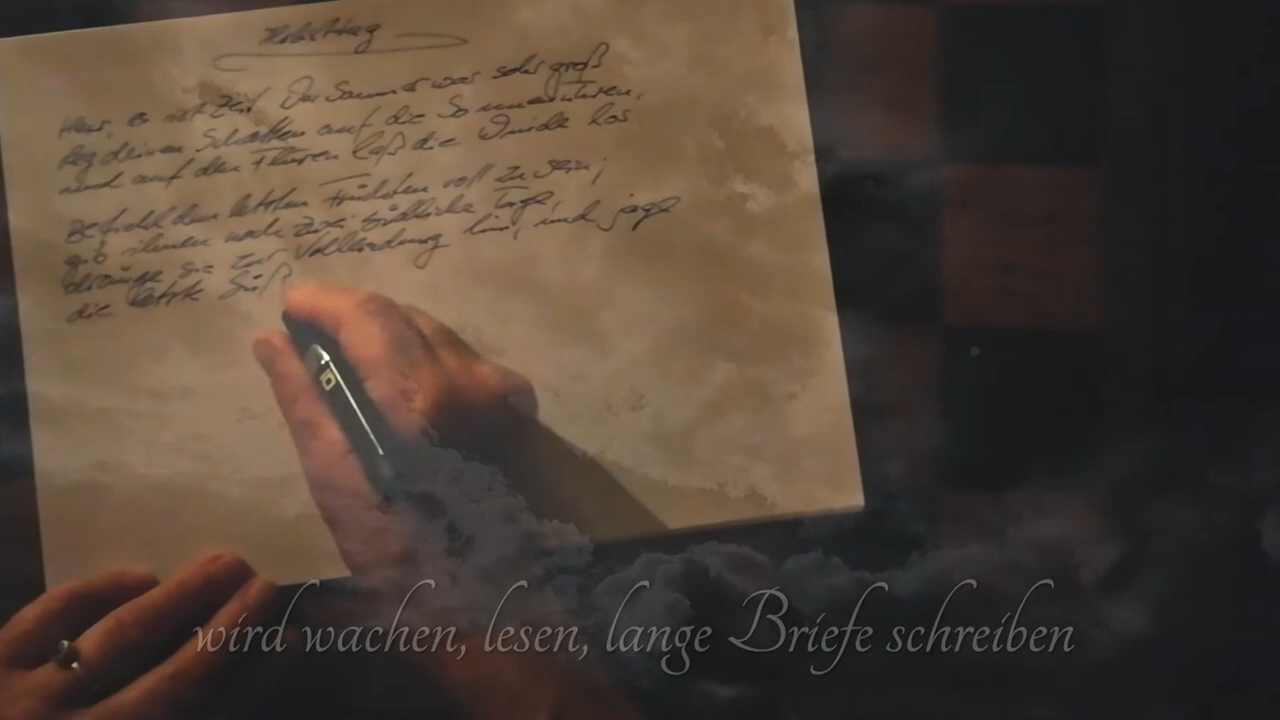 Herbsttag
Herr, es ist Zeit. Der Sommer war sehr groß
Leg deinen Schatten auf die Sonnenuhren,
und auf den Fluren laß die Winde los.
Befiehl den letzten Früchten voll zu sein;
gib ihnen noch zwei südliche Tage,
dränge sie zur Vollendung hin, und jage
die letzte Süß
wird wachen, lesen, lange Briefe schreiben